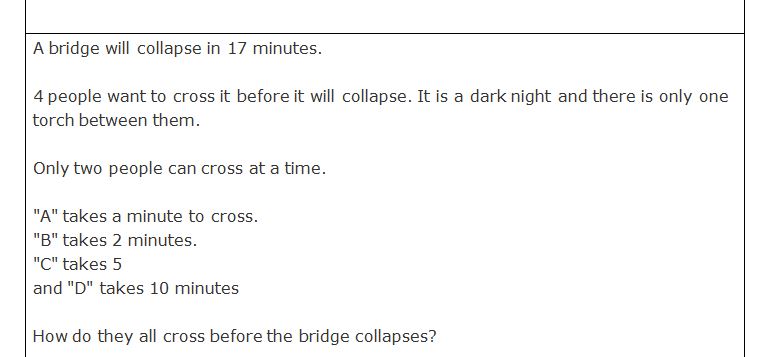 A bridge will collapse in 17 minutes.
4 people want to cross it before it will collapse. It is a dark night and there is only one
torch between them.
Only two people can cross at a time.
"A" takes a minute to cross.
"B" takes 2 minutes.
"C" takes 5
and "D" takes 10 minutes
How do they all cross before the bridge collapses?